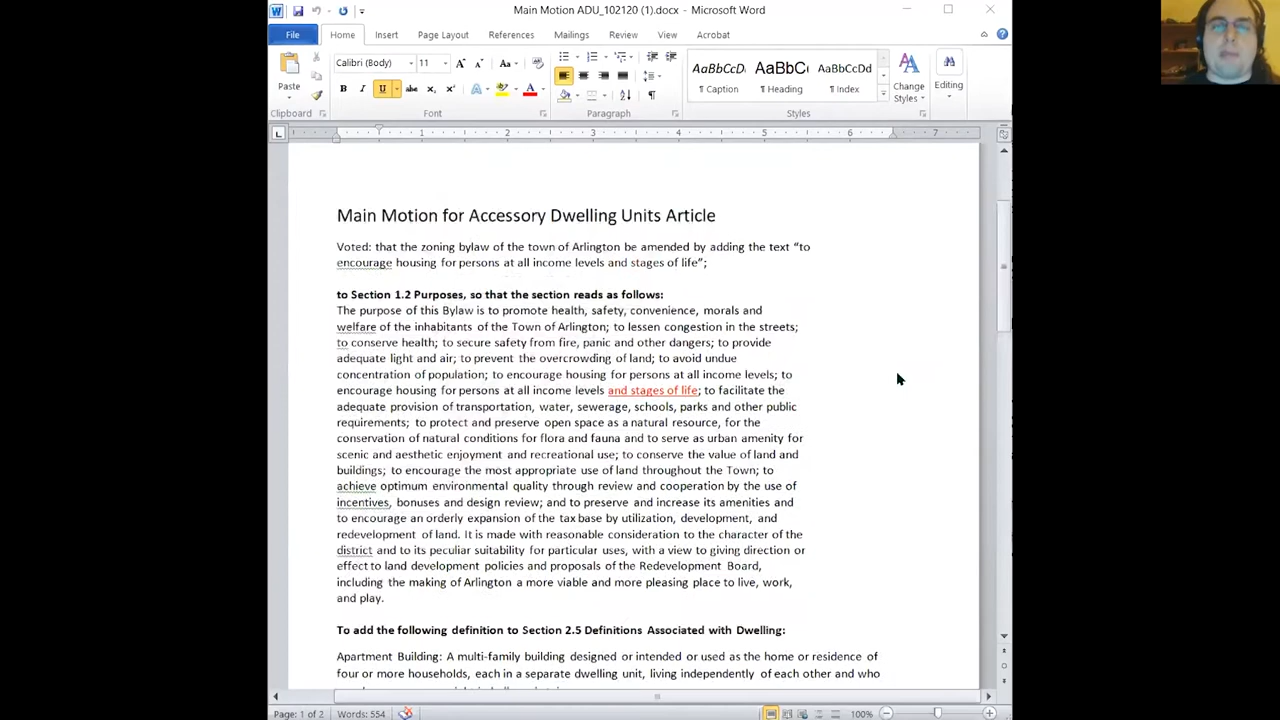 Main Motion ADU_102120 (1).docx - Microsoft Word
File Home Insert Page Layout References Mailings Review View Acrobat
Calibri (Body) 11
AaBbCcD AaBbC AaBbCcDd
Paste
¶ Caption ¶ Heading ¶ Index
Change Styles
Editing
Clipboard Font Paragraph Styles
1 2 3 4 5 6 7
Main Motion for Accessory Dwelling Units Article
Voted: that the zoning bylaw of the town of Arlington be amended by adding the text “to
encourage housing for persons at all income levels and stages of life”;
to Section 1.2 Purposes, so that the section reads as follows:
The purpose of this Bylaw is to promote health, safety, convenience, morals and
welfare of the inhabitants of the Town of Arlington; to lessen congestion in the streets;
to conserve health; to secure safety from fire, panic and other dangers; to provide
adequate light and air; to prevent the overcrowding of land; to avoid undue
concentration of population; to encourage housing for persons at all income levels; to
encourage housing for persons at all income levels and stages of life; to facilitate the
adequate provision of transportation, water, sewerage, schools, parks and other public
requirements; to protect and preserve open space as a natural resource, for the
conservation of natural conditions for flora and fauna and to serve as urban amenity for
scenic and aesthetic enjoyment and recreational use; to conserve the value of land and
buildings; to encourage the most appropriate use of land throughout the Town; to
achieve optimum environmental quality through review and cooperation by the use of
incentives, bonuses and design review; and to preserve and increase its amenities and
to encourage an orderly expansion of the tax base by utilization, development, and
redevelopment of land. It is made with reasonable consideration to the character of the
district and to its peculiar suitability for particular uses, with a view to giving direction or
effect to land development policies and proposals of the Redevelopment Board,
including the making of Arlington a more viable and more pleasing place to live, work,
and play.
To add the following definition to Section 2.5 Definitions Associated with Dwelling:
Apartment Building: A multi-family building designed or intended or used as the home or residence of
four or more households, each in a separate dwelling unit, living independently of each other and who
Page: 1 of 2 Words: 554 100%